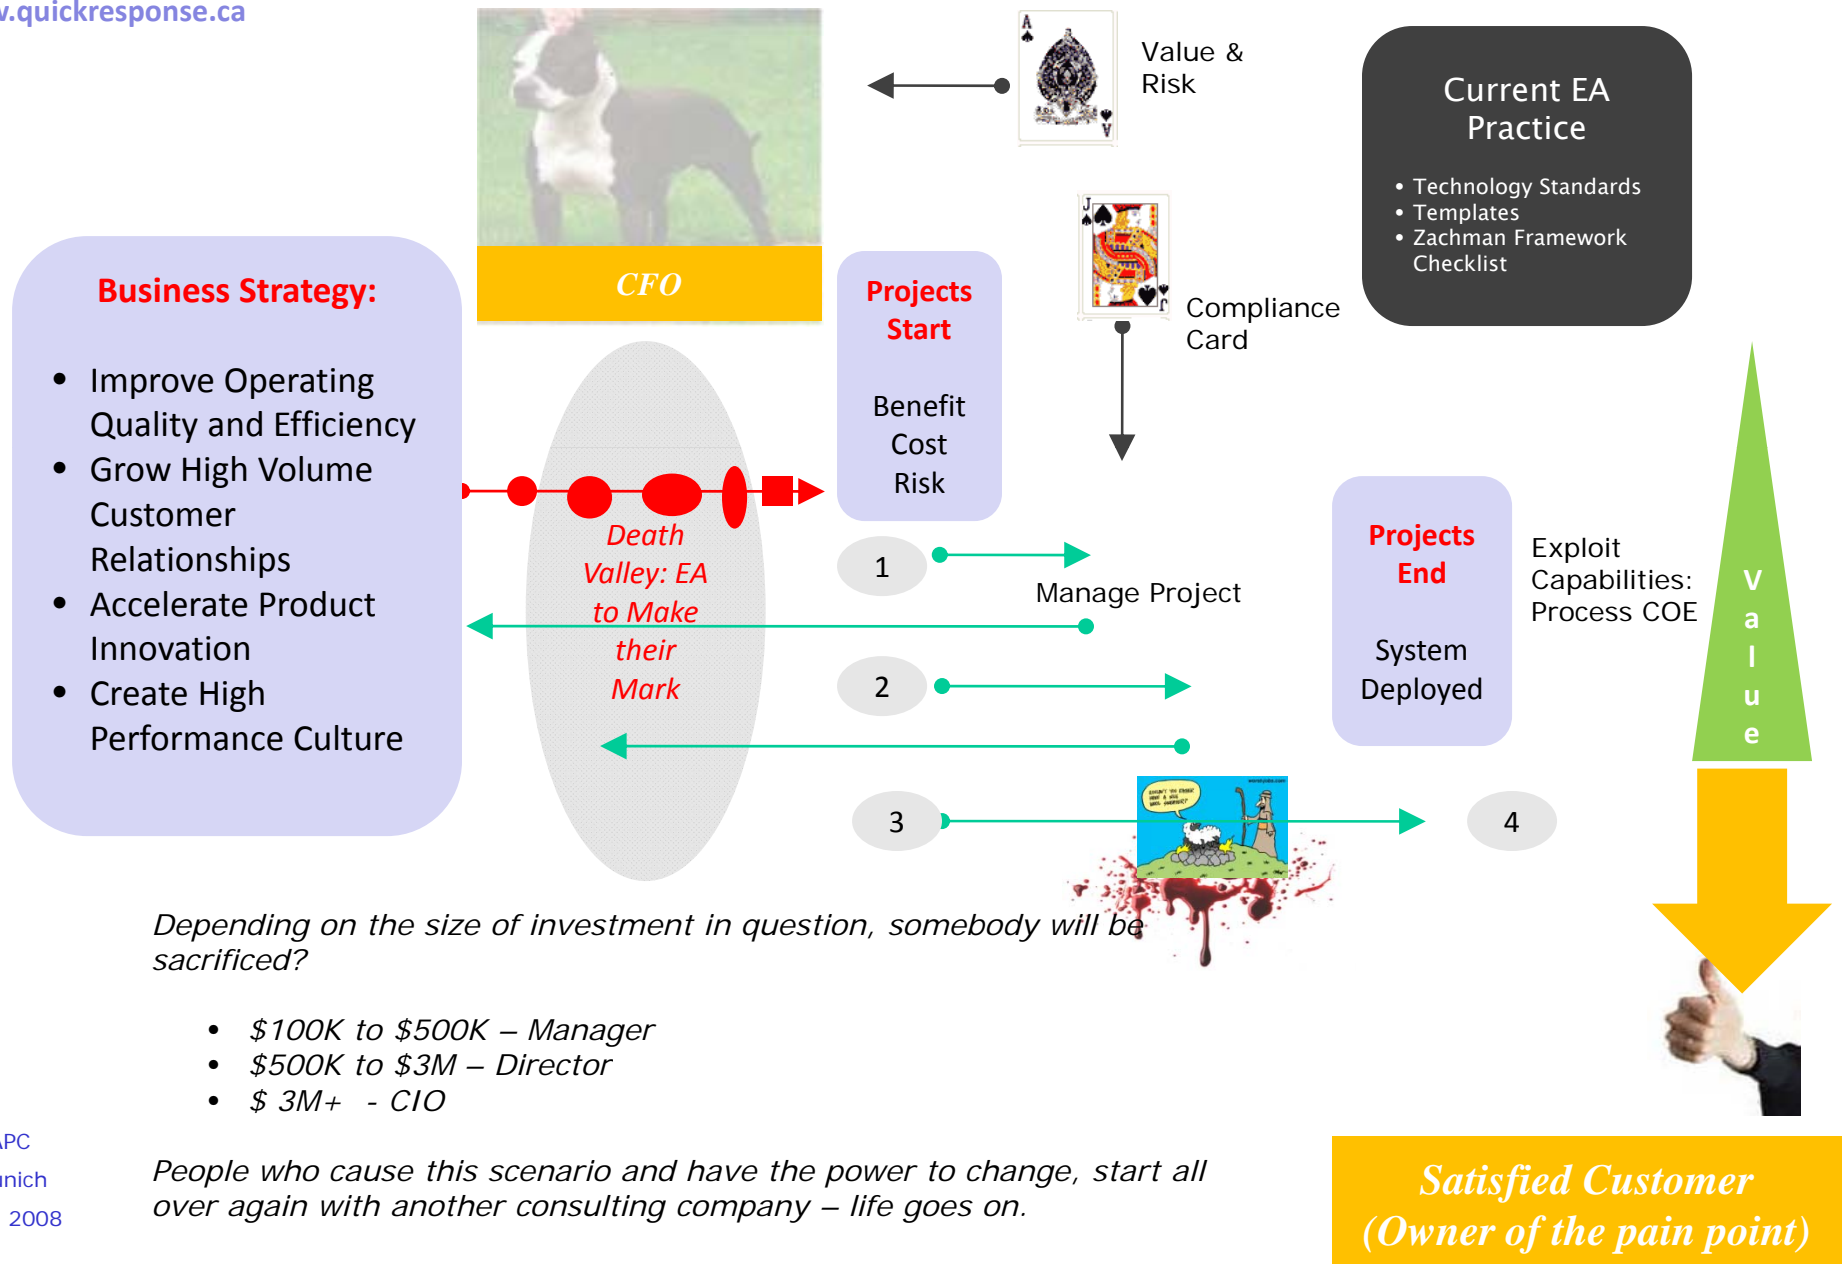 .quickresponse.ca
Value &
Risk
Current EA
Practice
• Technology Standards
• Templates
• Zachman Framework
Checklist
A
A
J
J
CFO
Compliance
Card
Business Strategy:
• Improve Operating
Quality and Efficiency
• Grow High Volume
Customer
Relationships
• Accelerate Product
Innovation
• Create High
Performance Culture
Projects
Start
Benefit
Cost
Risk
Death
Valley: EA
to Make
their
Mark
1
Manage Project
2
3
4
Projects
End
System
Deployed
Exploit
Capabilities:
Process COE
V
a
l
u
e
Depending on the size of investment in question, somebody will be
sacrificed?
• $100K to $500K – Manager
• $500K to $3M – Director
• $ 3M+ - CIO
People who cause this scenario and have the power to change, start all
over again with another consulting company – life goes on.
2008
Satisfied Customer
(Owner of the pain point)